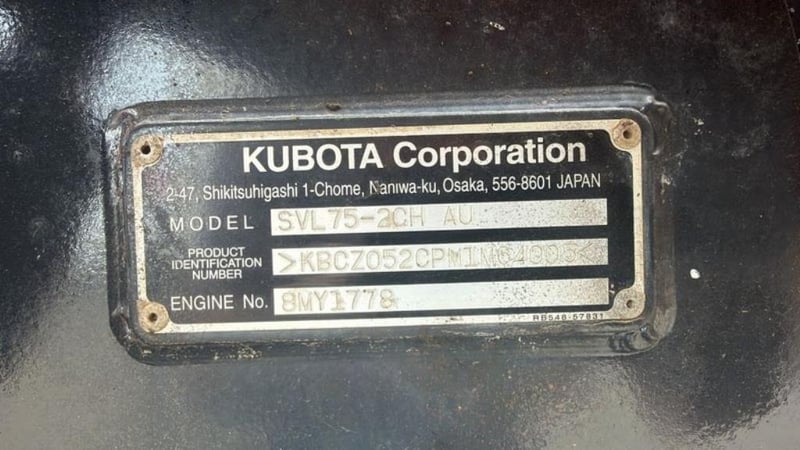 KUBOTA Corporation
2-47, Shikitsuhigashi 1-Chome, Naniwa-ku, Osaka, 556-8601 JAPAN
MODEL SVL75-2CH AU
PRODUCT
IDENTIFICATION
NUMBER
ENGINE No. 8MY1778
RB548-57831